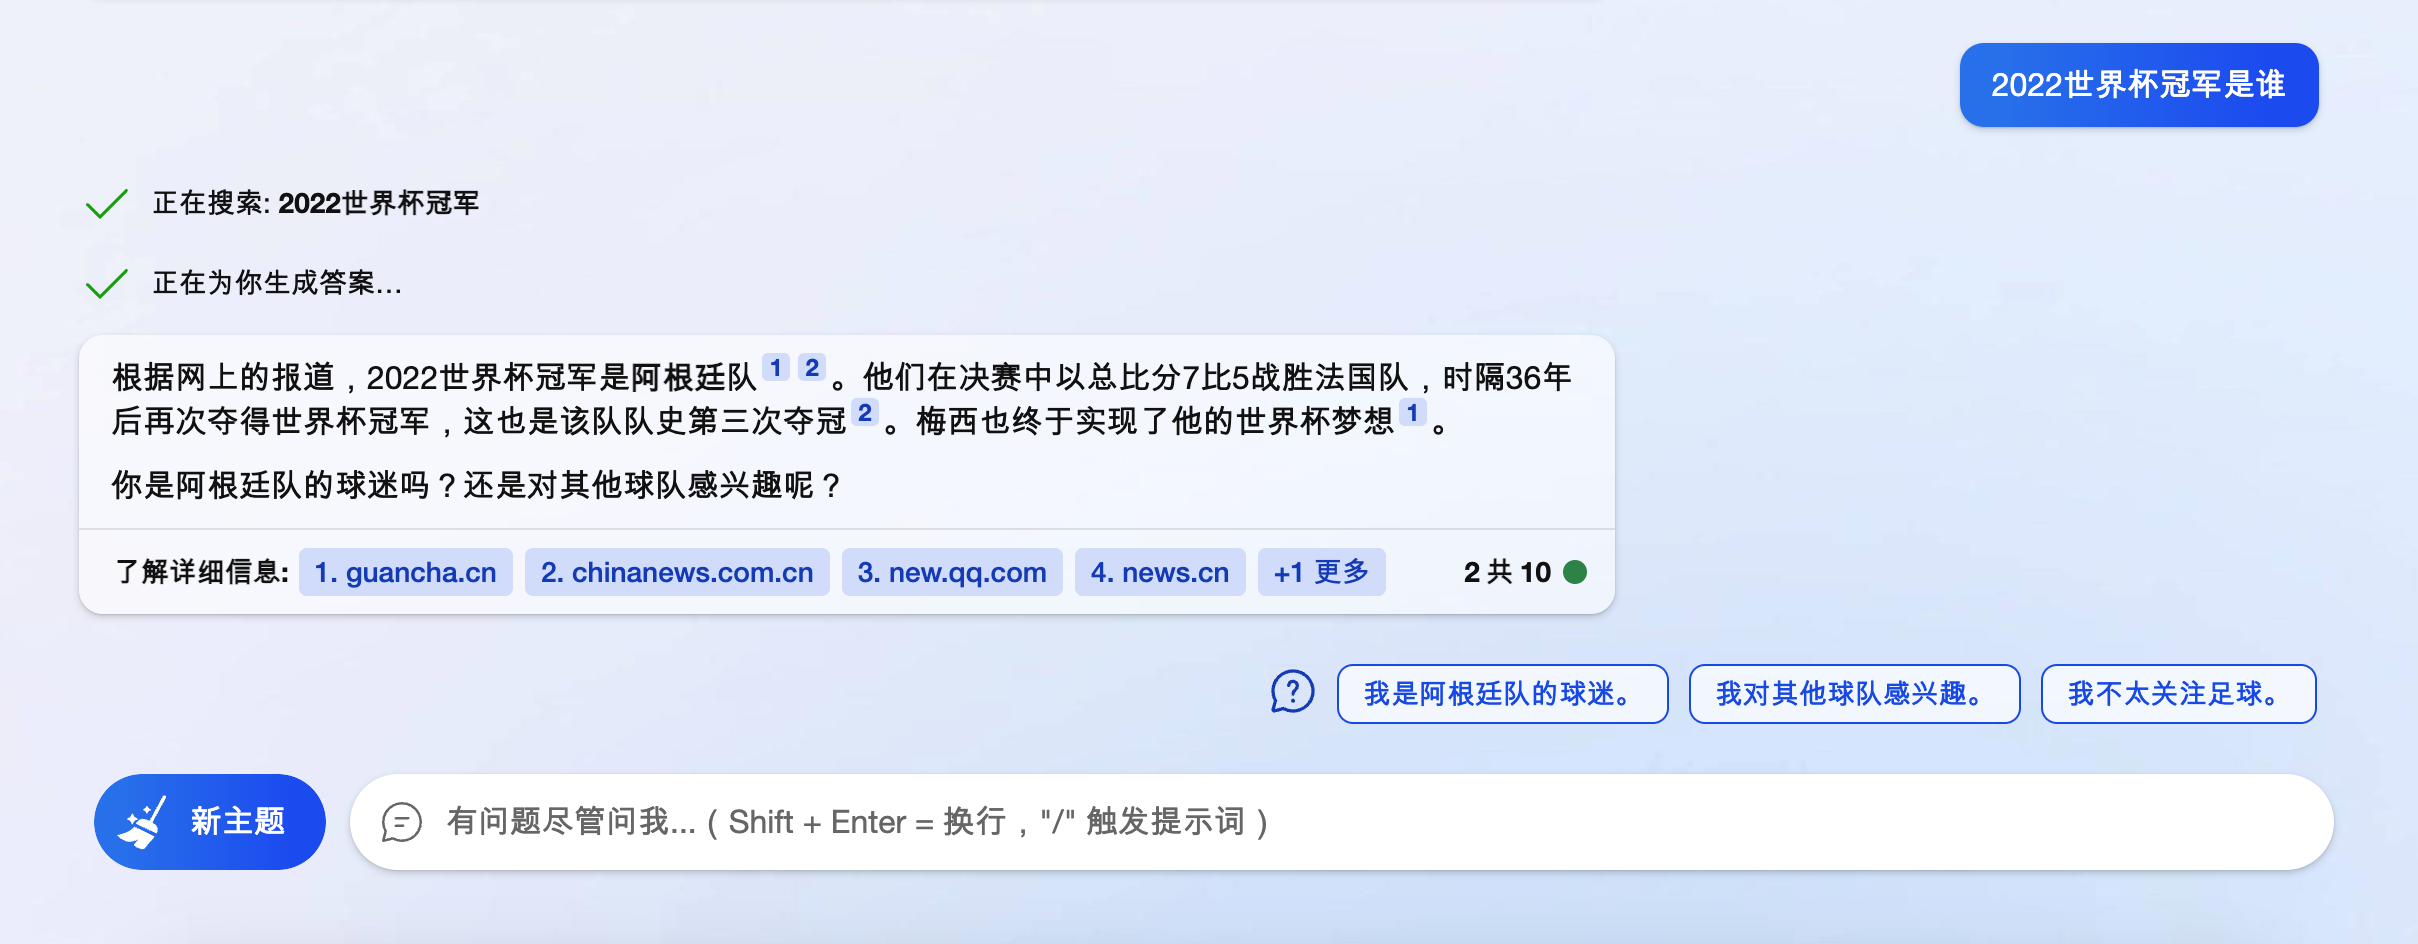 2022世界杯冠军是谁
正在搜索: 2022世界杯冠军
正在为你生成答案...
根据网上的报道，2022世界杯冠军是阿根廷队 1 2 。他们在决赛中以总比分7比5战胜法国队，时隔36年
后再次夺得世界杯冠军，这也是该队队史第三次夺冠 2 。梅西也终于实现了他的世界杯梦想 1 。
你是阿根廷队的球迷吗？还是对其他球队感兴趣呢？
了解详细信息: 1. guancha.cn 2. chinanews.com.cn 3. new.qq.com 4. news.cn +1 更多 2 共 10
我是阿根廷队的球迷。 我对其他球队感兴趣。 我不太关注足球。
新主题 有问题尽管问我...（Shift + Enter = 换行，"/" 触发提示词）